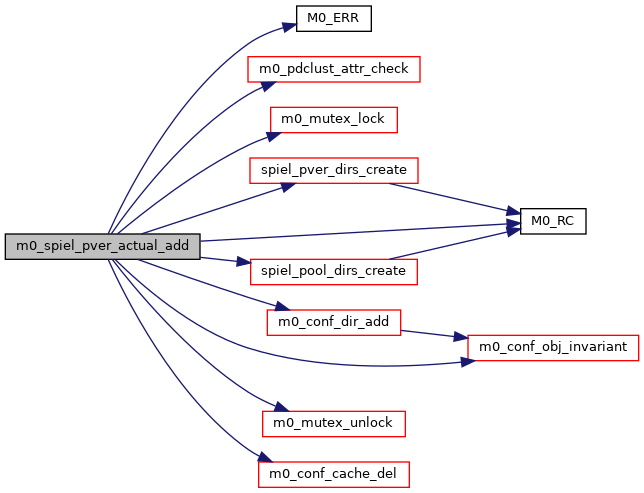 M0_ERR
m0_pdclust_attr_check
m0_mutex_lock
spiel_pver_dirs_create
M0_RC
m0_spiel_pver_actual_add
spiel_pool_dirs_create
m0_conf_dir_add
m0_conf_obj_invariant
m0_mutex_unlock
m0_conf_cache_del